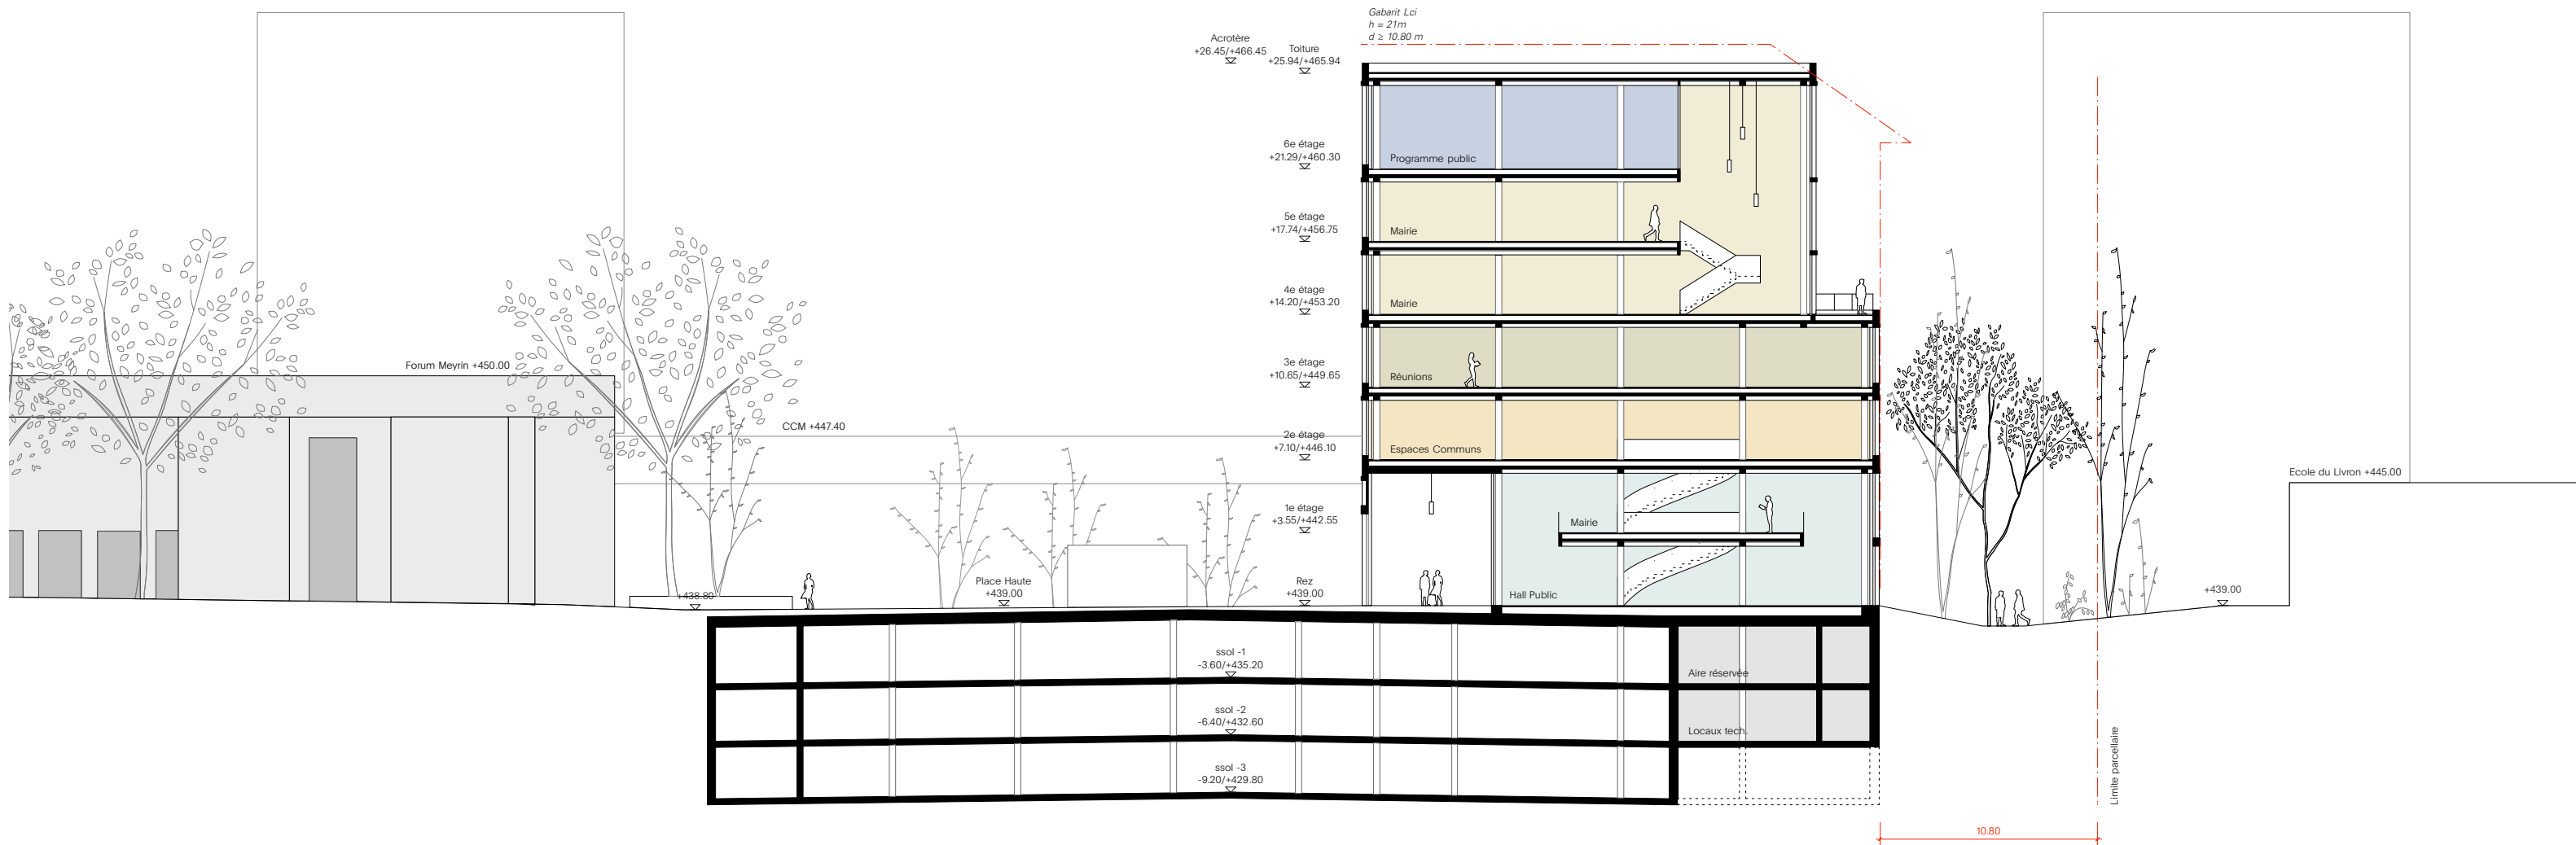 Gabarit Lci
h = 21m
d ≥ 10.80 m
Acrotère
+26.45/+466.45
Toiture
+25.94/+465.94
6e étage
+21.29/+460.30
Programme public
5e étage
+17.74/+456.75
Mairie
4e étage
+14.20/+453.20
Mairie
3e étage
+10.65/+449.65
Réunions
Forum Meyrin +450.00
CCM +447.40
2e étage
+7.10/+446.10
Espaces Communs
Ecole du Livron +445.00
1e étage
+3.55/+442.55
Mairie
Place Haute
+439.00
Rez
+439.00
Hall Public
+438.80
+439.00
ssol -1
-3.60/+435.20
Aire réservée
ssol -2
-6.40/+432.60
Locaux tech.
ssol -3
-9.20/+429.80
Limite parcellaire
10.80